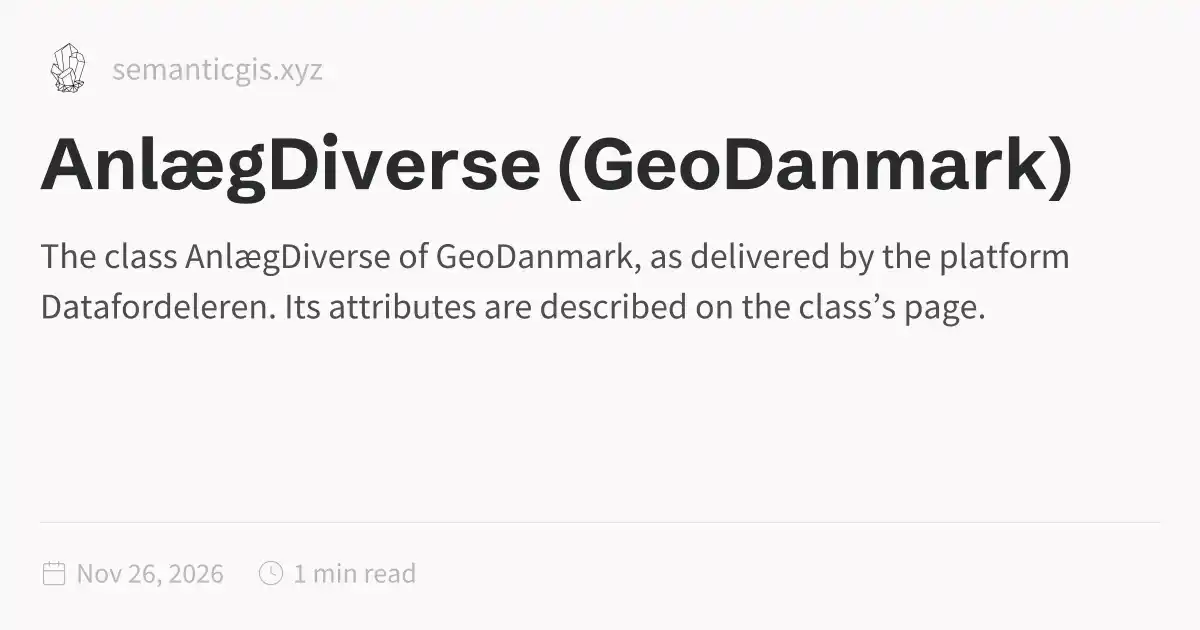 semanticgis.xyz
AnlægDiverse (GeoDanmark)
The class AnlægDiverse of GeoDanmark, as delivered by the platform
Datafordeleren. Its attributes are described on the class’s page.
Nov 26, 2026
1 min read